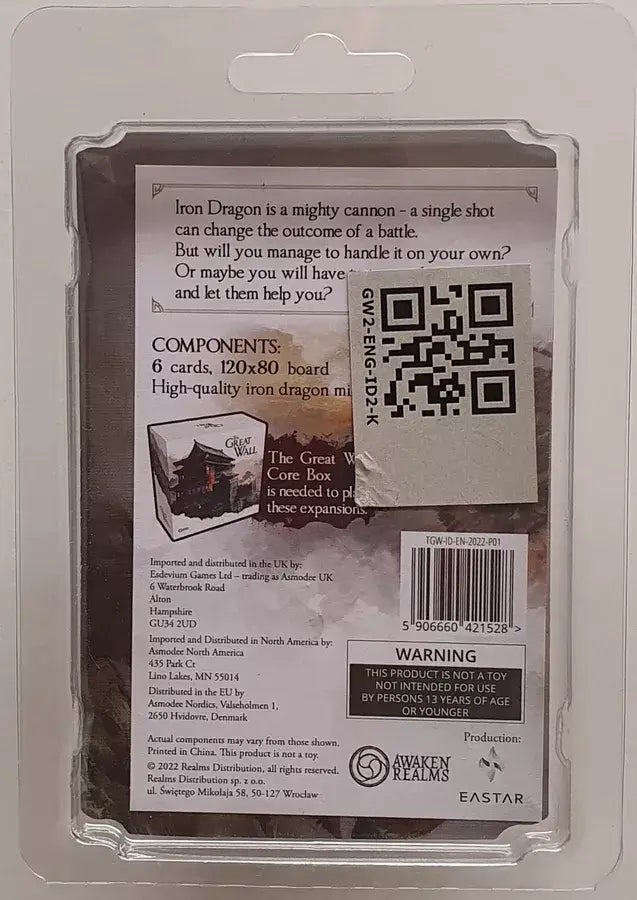 Iron Dragon is a mighty cannon - a single shot
can change the outcome of a battle.
But will you manage to handle it on your own?
Or maybe you will have
and let them help you?
GW2-ENG-ID2-K
COMPONENTS:
6 cards, 120x80 board
High-quality iron dragon
The GREAT WALL
The Great
Core Box
is needed to
these expansions.
Imported and distributed in the UK by:
Esdevium Games Ltd – trading as Asmodee UK
6 Waterbrook Road
Alton
Hampshire
GU34 2UD
Imported and Distributed in North America by:
Asmodee North America
435 Park Ct
Lino Lakes, MN 55014
Distributed in the EU by
Asmodee Nordics, Valseholmen 1,
2650 Hvidovre, Denmark
Actual components may vary from those shown.
Printed in China. This product is not a toy.
© 2022 Realms Distribution, all rights reserved.
Realms Distribution sp. z o.o.
ul. Świętego Mikołaja 58, 50-127 Wrocław
TGW-ID-EN-2022-P01
5 906660 421528 >
WARNING
THIS PRODUCT IS NOT A TOY
NOT INTENDED FOR USE
BY PERSONS 13 YEARS OF AGE
OR YOUNGER
Production:
AWAKEN
REALMS
EASTAR